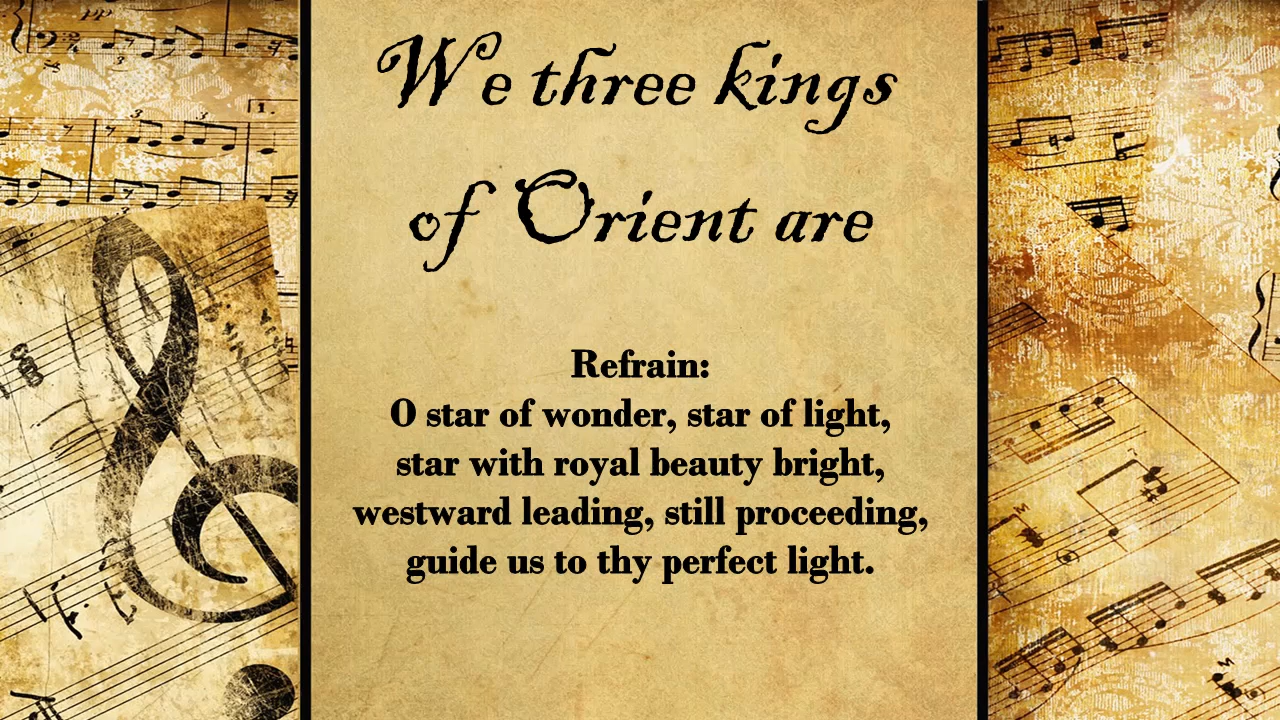 We three kings
of Orient are
Refrain:
O star of wonder, star of light,
star with royal beauty bright,
westward leading, still proceeding,
guide us to thy perfect light.